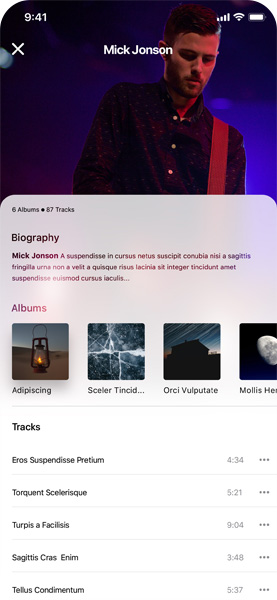 9:41
Mick Jonson
6 Albums • 87 Tracks
Biography
Mick Jonson A suspendisse in cursus netus suscipit conubia nisi a sagittis
fringilla urna non a velit a quisque risus lacinia sit integer tincidunt amet
suspendisse euismod cursus iaculis...
Albums
Adipiscing
Sceler Tincid...
Orci Vulputate
Mollis Her
Tracks
Eros Suspendisse Pretium 4:34
Torquent Scelerisque 5:21
Turpis a Facilisis 9:04
Sagittis Cras Enim 3:48
Tellus Condimentum 5:37